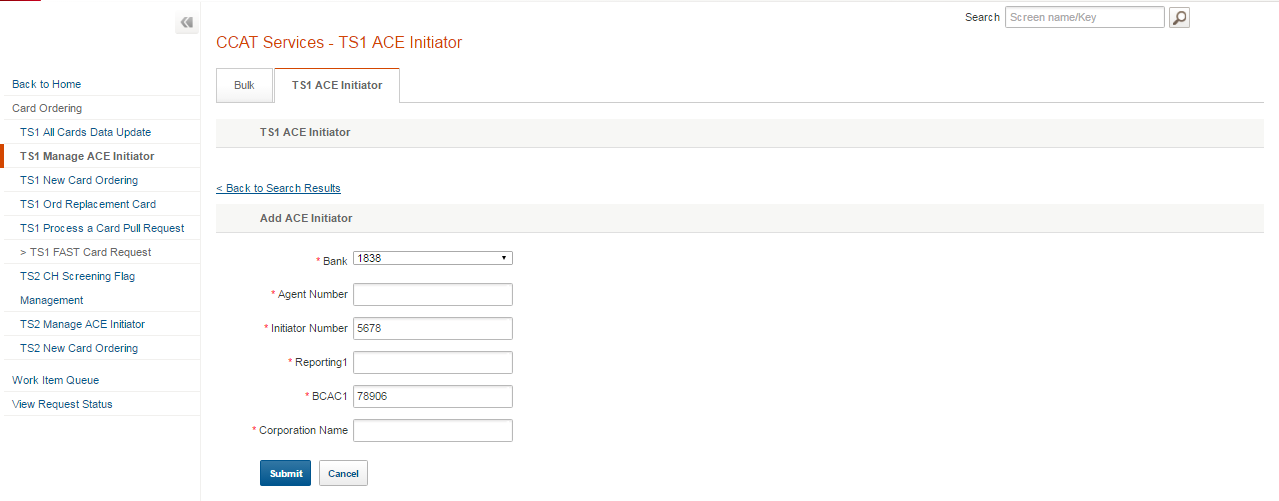 Search Screen name/Key
CCAT Services - TS1 ACE Initiator
Back to Home
Card Ordering
TS1 All Cards Data Update
TS1 Manage ACE Initiator
TS1 New Card Ordering
TS1 Ord Replacement Card
TS1 Process a Card Pull Request
> TS1 FAST Card Request
TS2 CH Screening Flag
Management
TS2 Manage ACE Initiator
TS2 New Card Ordering
Work Item Queue
View Request Status
Bulk TS1 ACE Initiator
TS1 ACE Initiator
< Back to Search Results
Add ACE Initiator
* Bank 1838
* Agent Number
* Initiator Number 5678
* Reporting1
* BCAC1 78906
* Corporation Name
Submit Cancel